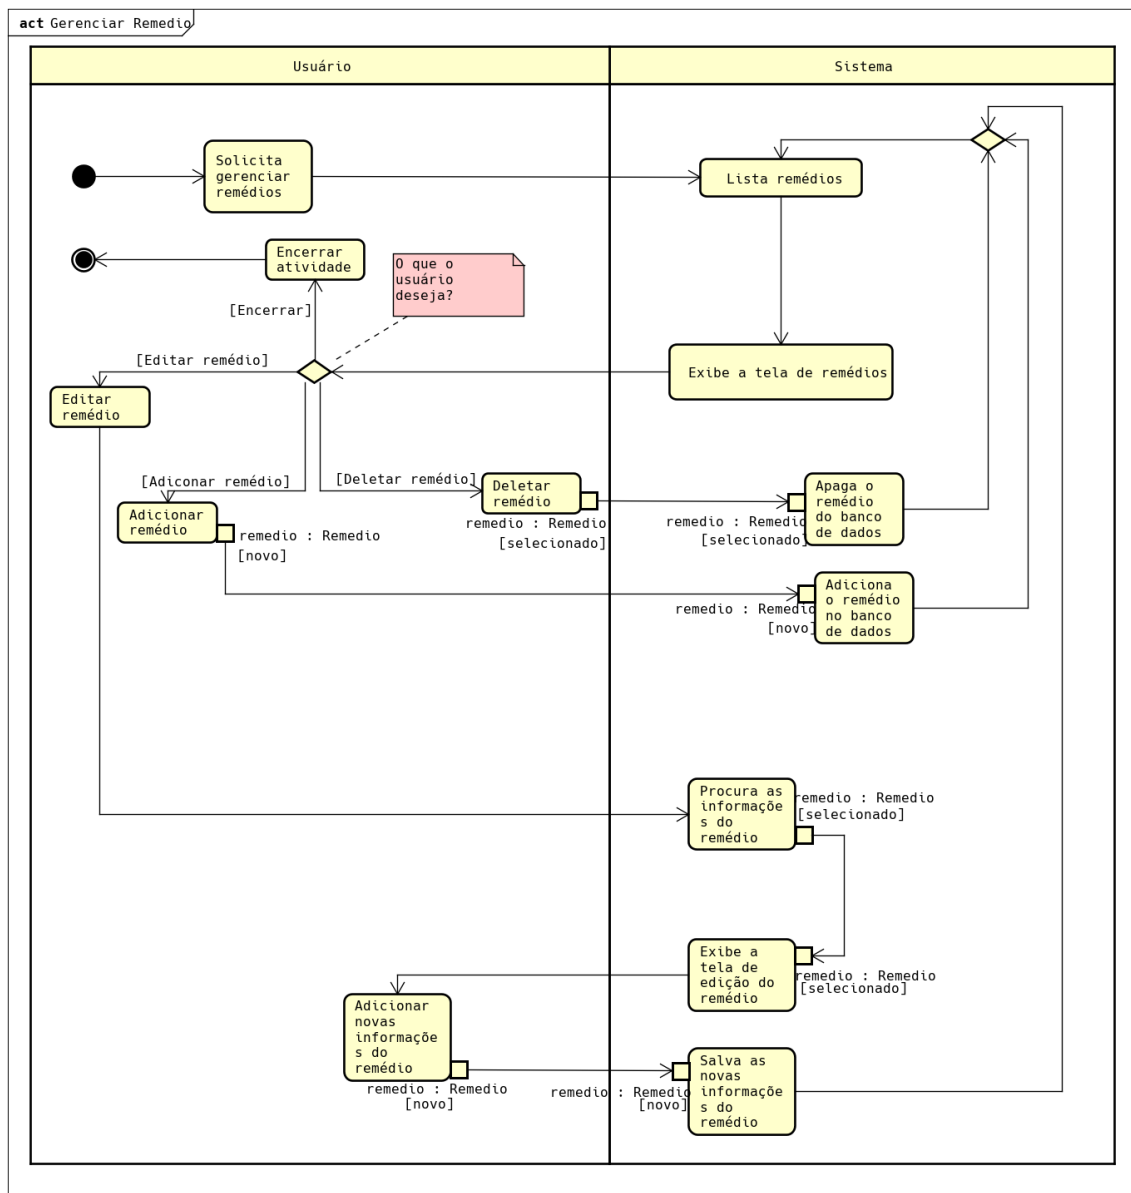 act Gerenciar Remedio
Usuário
Sistema
Solicita
gerenciar
remédios
Lista remédios
Encerrar
atividade
O que o
usuário
deseja?
[Encerrar]
[Editar remédio]
Exibe a tela de remédios
Editar
remédio
[Adiconar remédio]
[Deletar remédio]
Deletar
remédio
remedio : Remedio
[selecionado]
remedio : Remedio
[selecionado]
Apaga o
remédio
do banco
de dados
Adicionar
remédio
remedio : Remedio
[novo]
Adiciona
o remédio
no banco
de dados
remedio : Remedio
[novo]
Procura as
informaçõe
s do
remédio
remedio : Remedio
[selecionado]
Exibe a
tela de
edição do
remédio
remedio : Remedio
[selecionado]
Adicionar
novas
informaçõe
s do
remédio
remedio : Remedio
[novo]
remedio : Remedio
[novo]
Salva as
novas
informaçõe
s do
remédio